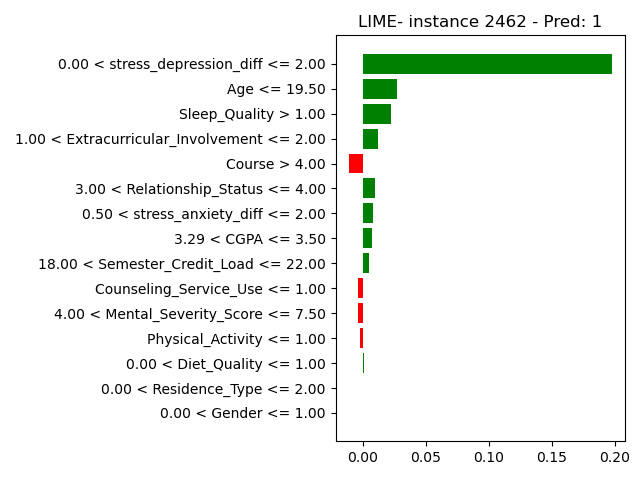 LIME- instance 2462 - Pred: 1
0.00 < stress_depression_diff <= 2.00
Age <= 19.50
Sleep_Quality > 1.00
1.00 < Extracurricular_Involvement <= 2.00
Course > 4.00
3.00 < Relationship_Status <= 4.00
0.50 < stress_anxiety_diff <= 2.00
3.29 < CGPA <= 3.50
18.00 < Semester_Credit_Load <= 22.00
Counseling_Service_Use <= 1.00
4.00 < Mental_Severity_Score <= 7.50
Physical_Activity <= 1.00
0.00 < Diet_Quality <= 1.00
0.00 < Residence_Type <= 2.00
0.00 < Gender <= 1.00
0.00 0.05 0.10 0.15 0.20